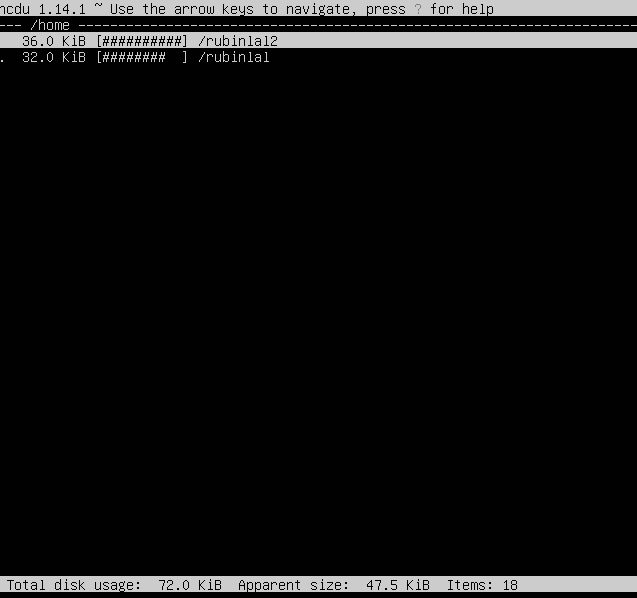 ncdu 1.14.1 ~ Use the arrow keys to navigate, press ? for help
--- /home ----------------------------------------------------------------------
36.0 KiB [##########] /rubinlal2
. 32.0 KiB [########  ] /rubinlal
Total disk usage:  72.0 KiB  Apparent size:  47.5 KiB  Items: 18